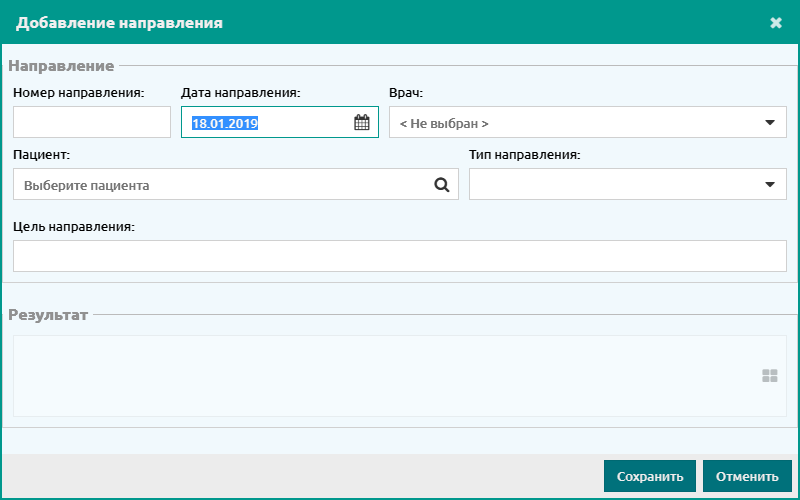 Добавление направления
Направление
Номер направления: Дата направления: Врач:
18.01.2019 < Не выбран >
Пациент: Тип направления:
Выберите пациента
Цель направления:
Результат
Сохранить Отменить